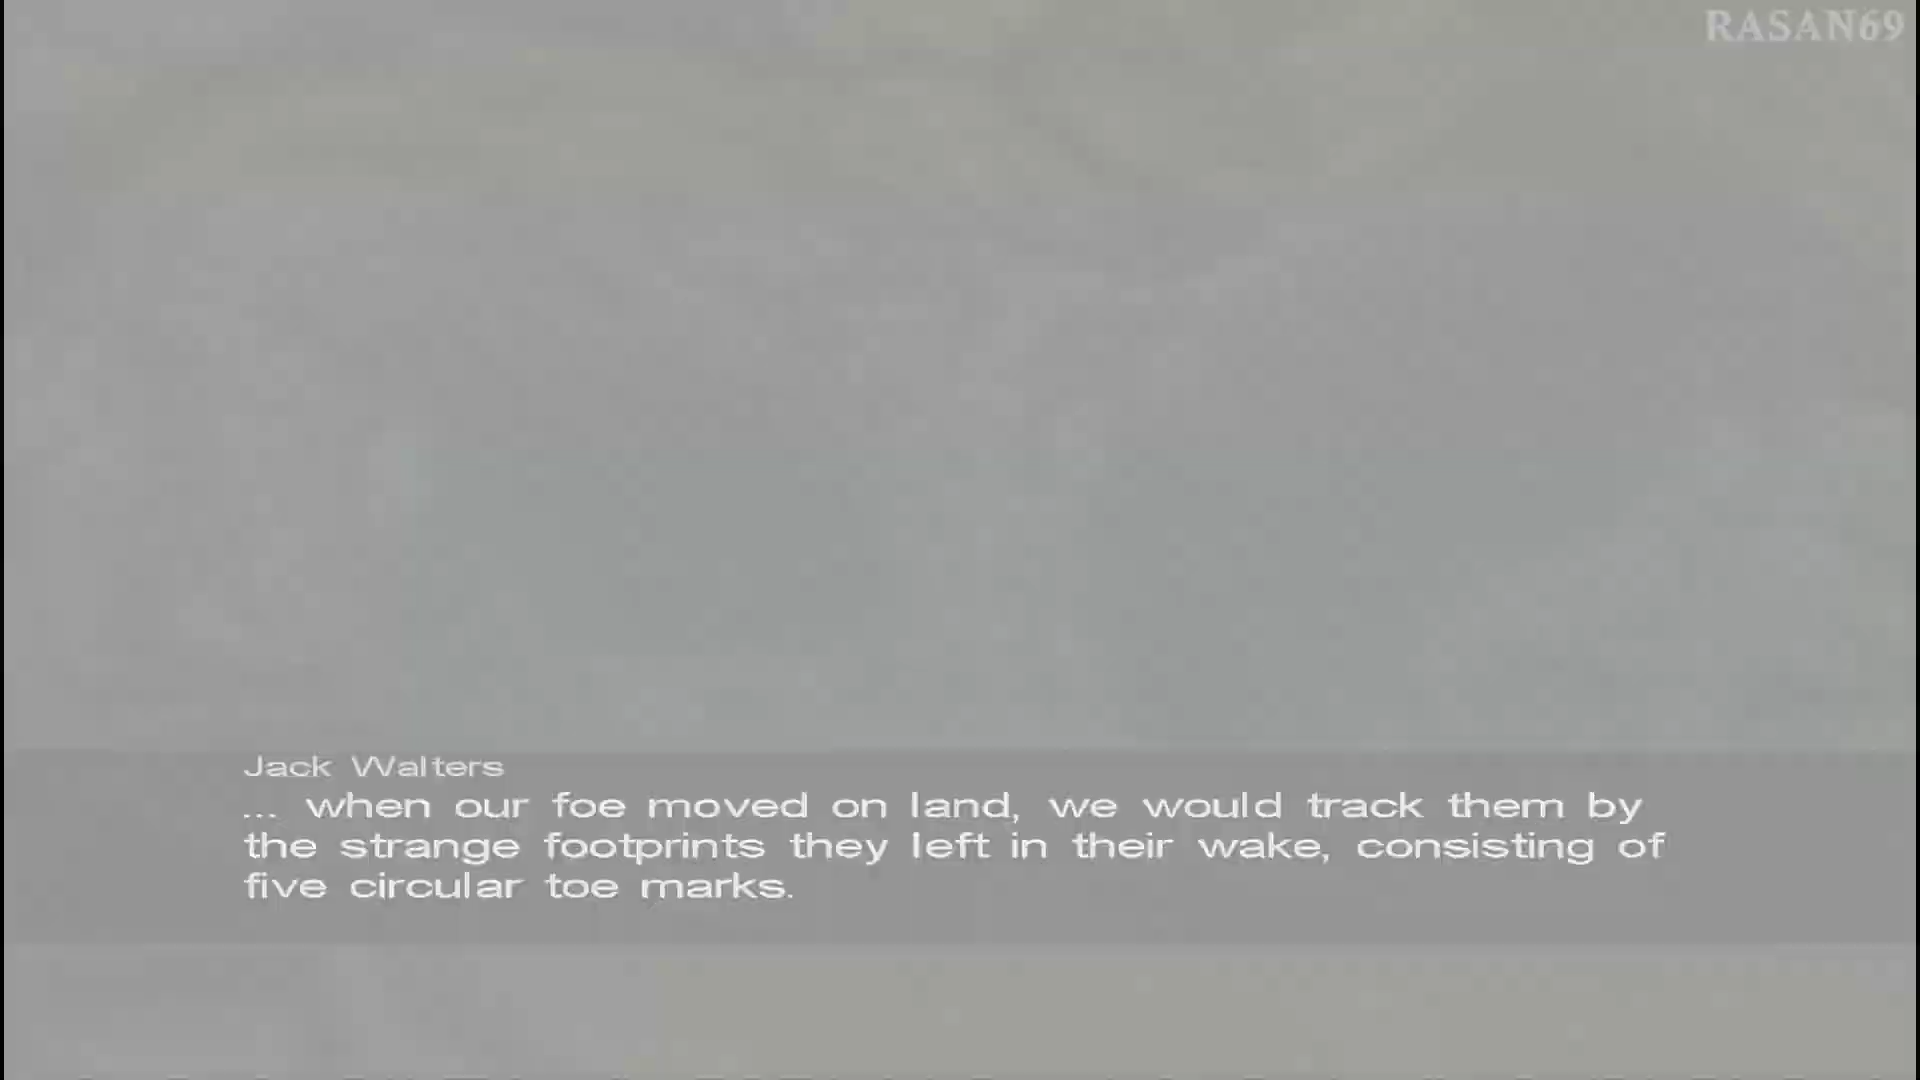 RASAN69
Jack Walters
... when our foe moved on land, we would track them by
the strange footprints they left in their wake, consisting of
five circular toe marks.